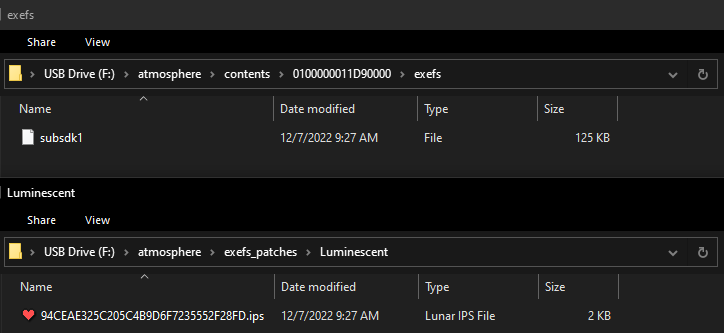 exefs
Share View
USB Drive (F:) > atmosphere > contents > 0100000011D90000 > exefs
Name Date modified Type Size
subsdk1 12/7/2022 9:27 AM File 125 KB
Luminescent
Share View
USB Drive (F:) > atmosphere > exefs_patches > Luminescent
Name Date modified Type Size
94CEAE325C205C4B9D6F7235552F28FD.ips 12/7/2022 9:27 AM Lunar IPS File 2 KB